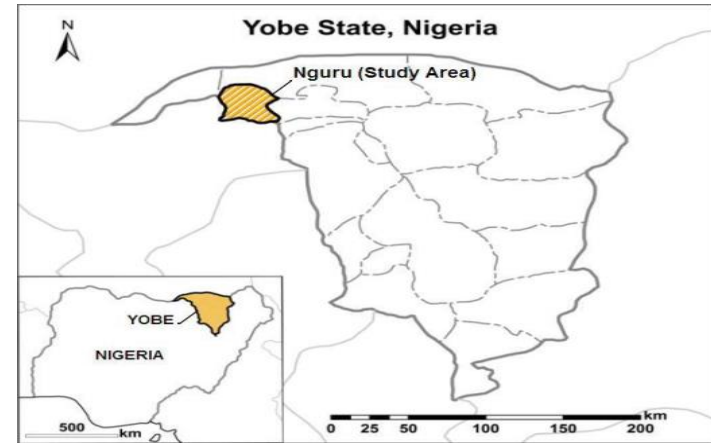 Yobe State, Nigeria
N
Nguru (Study Area)
YOBE
NIGERIA
500 km
km
0 25 50 100 150 200